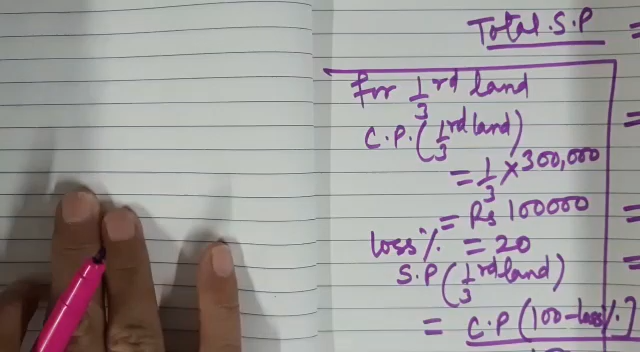 Total S.P =
For 1/3 rd land
C.P. (1/3 rd land) =
= 1/3 × 300,000
= Rs 100000 =
loss% = 20
S.P (1/3 rd land) =
= C.P (100-loss%)